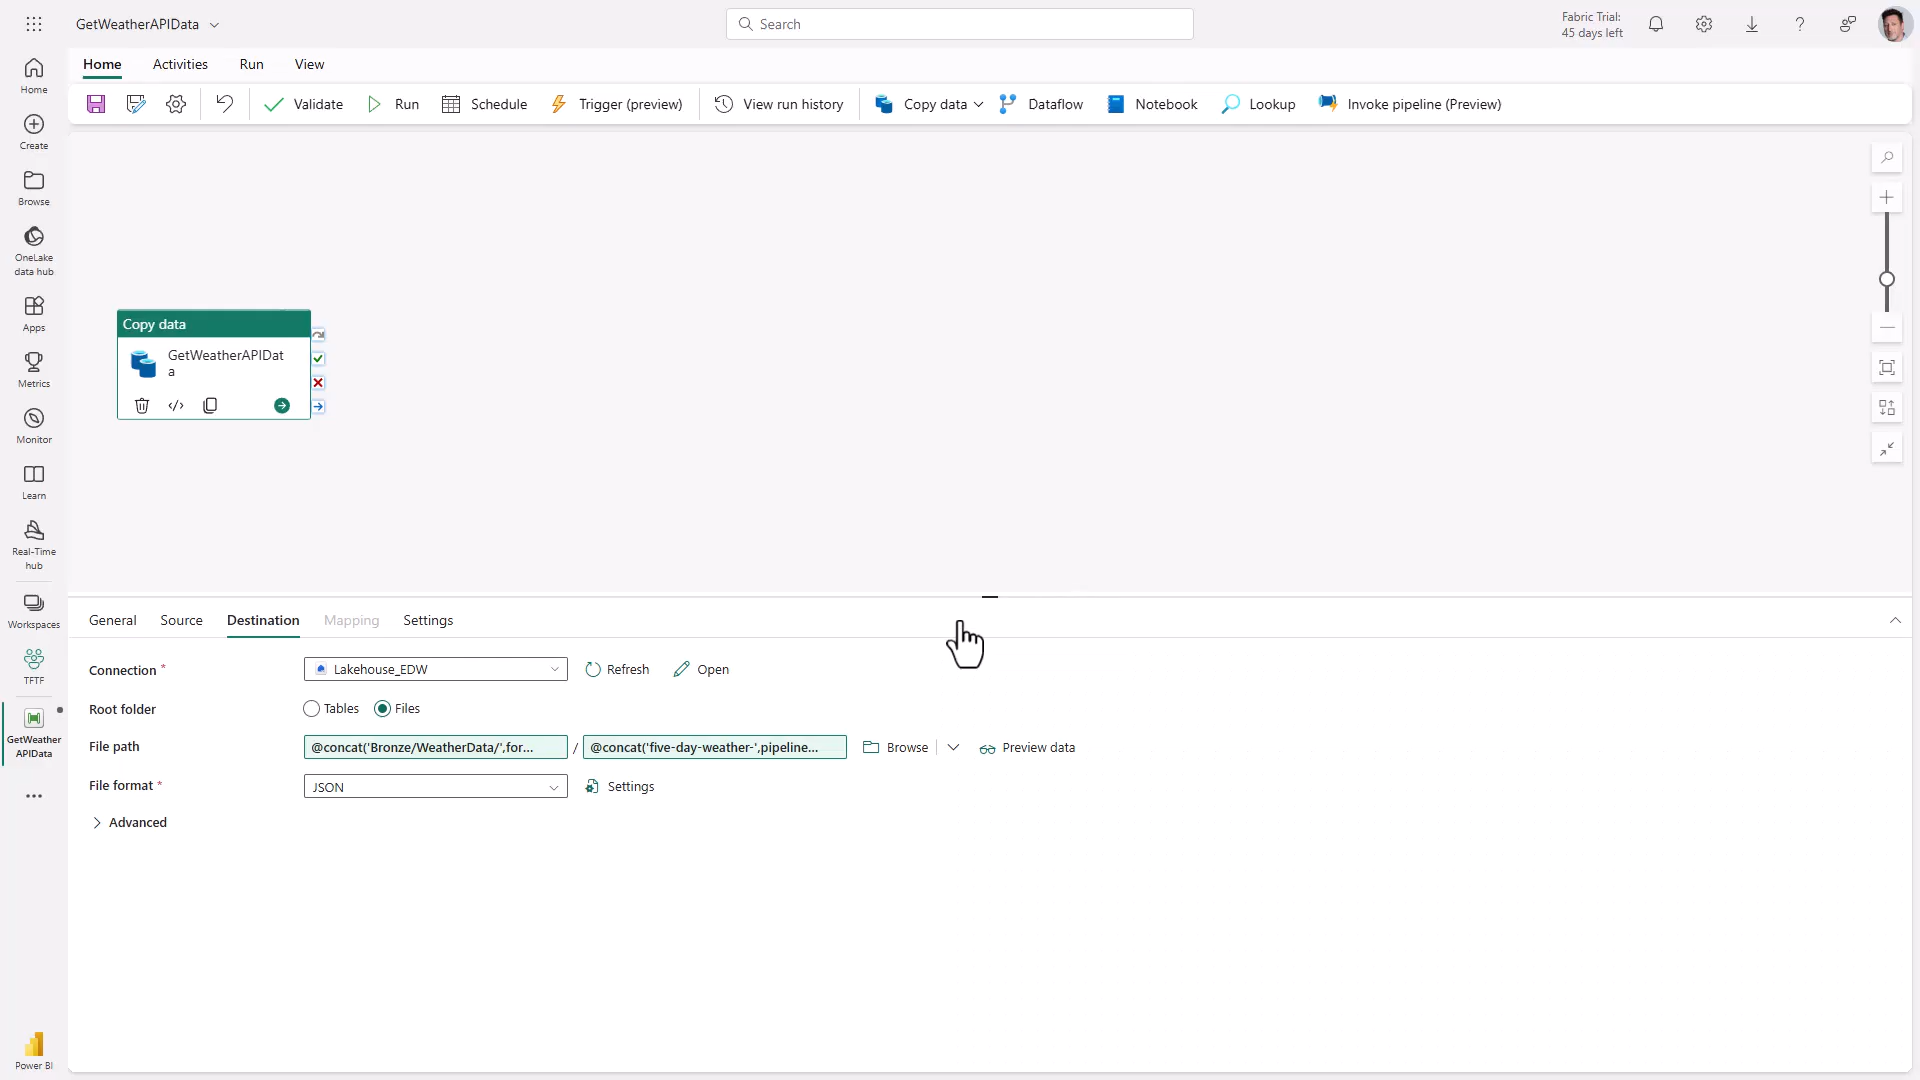 GetWeatherAPIData
Search
Fabric Trial:
45 days left
Home Activities Run View
Validate Run Schedule Trigger (preview) View run history Copy data Dataflow Notebook Lookup Invoke pipeline (Preview)
Home
Create
Browse
OneLake
data hub
Apps
Metrics
Monitor
Learn
Real-Time
hub
Workspaces
TFTF
GetWeather
APIData
Power BI
Copy data
GetWeatherAPIDat
a
General Source Destination Mapping Settings
Connection * Lakehouse_EDW Refresh Open
Root folder Tables Files
File path @concat('Bronze/WeatherData/',for... / @concat('five-day-weather-',pipeline... Browse Preview data
File format * JSON Settings
Advanced